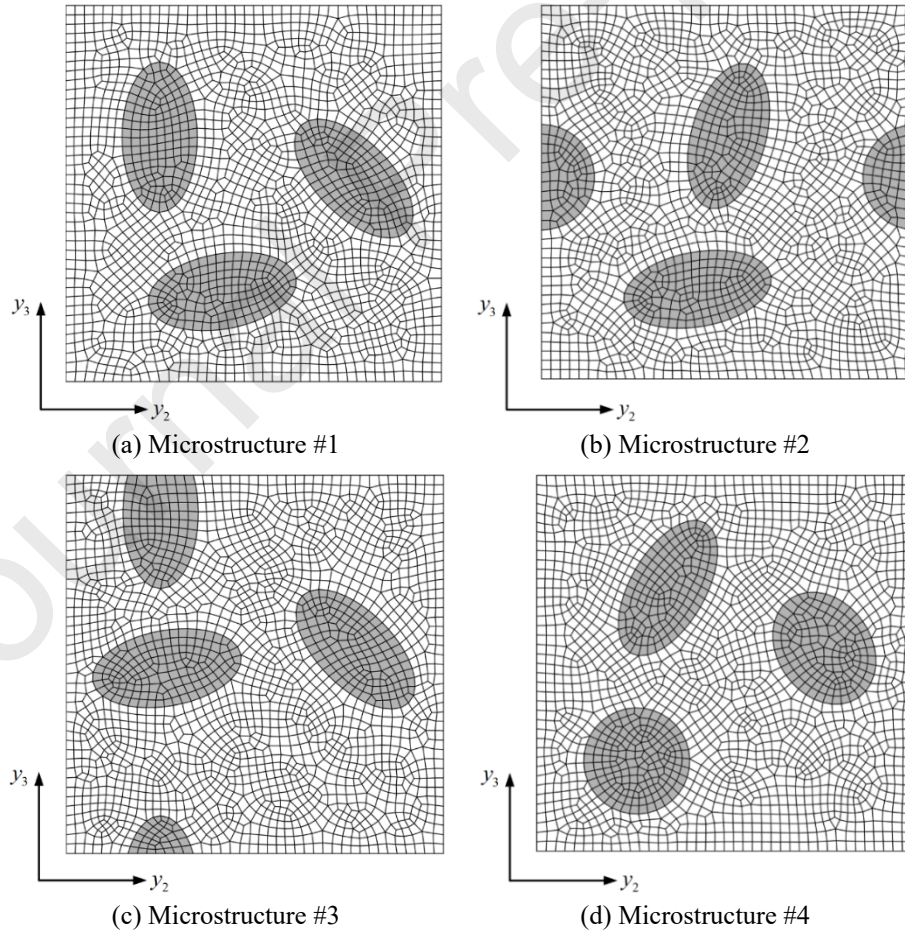 y₃
y₃
y₂
y₂
(a) Microstructure #1
(b) Microstructure #2
y₃
y₃
y₂
y₂
(c) Microstructure #3
(d) Microstructure #4